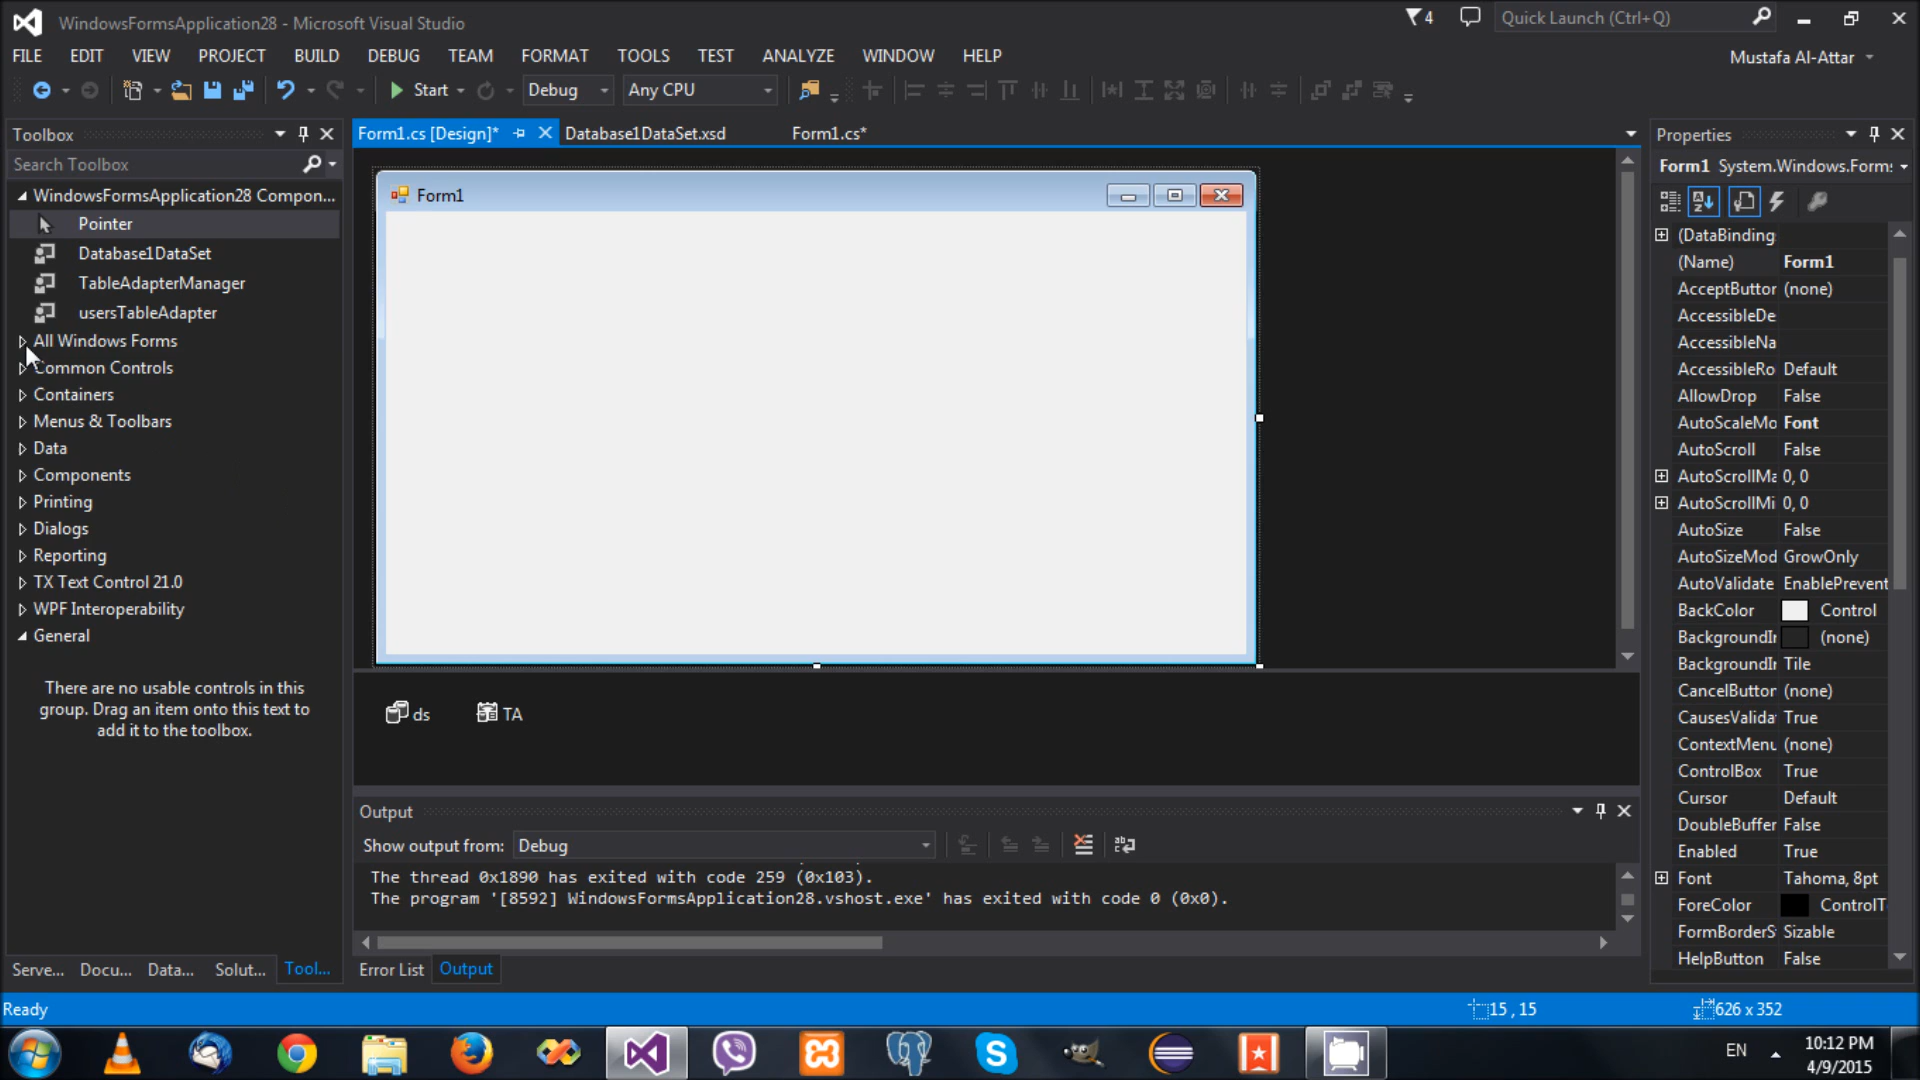 WindowsFormsApplication28 - Microsoft Visual Studio
4
Quick Launch (Ctrl+Q)
FILE EDIT VIEW PROJECT BUILD DEBUG TEAM FORMAT TOOLS TEST ANALYZE WINDOW HELP
Mustafa Al-Attar
Start
Debug
Any CPU
Toolbox
Search Toolbox
WindowsFormsApplication28 Compon...
Pointer
Database1DataSet
TableAdapterManager
usersTableAdapter
All Windows Forms
Common Controls
Containers
Menus & Toolbars
Data
Components
Printing
Dialogs
Reporting
TX Text Control 21.0
WPF Interoperability
General
There are no usable controls in this
group. Drag an item onto this text to
add it to the toolbox.
Serve... Docu... Data... Solut... Tool...
Form1.cs [Design]* Database1DataSet.xsd Form1.cs*
Form1
ds TA
Output
Show output from: Debug
The thread 0x1890 has exited with code 259 (0x103).
The program '[8592] WindowsFormsApplication28.vshost.exe' has exited with code 0 (0x0).
Error List Output
Properties
Form1 System.Windows.Forms
(DataBinding
(Name) Form1
AcceptButtor (none)
AccessibleDe
AccessibleNa
AccessibleRo Default
AllowDrop False
AutoScaleMo Font
AutoScroll False
AutoScrollMa 0, 0
AutoScrollMi 0, 0
AutoSize False
AutoSizeMod GrowOnly
AutoValidate EnablePrevent
BackColor Control
BackgroundIr (none)
BackgroundIr Tile
CancelButtor (none)
CausesValida True
ContextMenu (none)
ControlBox True
Cursor Default
DoubleBuffer False
Enabled True
Font Tahoma, 8pt
ForeColor ControlT
FormBorderS Sizable
HelpButton False
Ready
15 , 15
626 x 352
EN
10:12 PM
4/9/2015